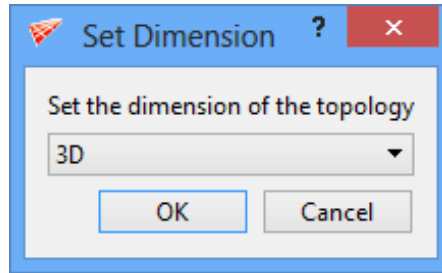 Set Dimension ?
Set the dimension of the topology
3D
OK Cancel